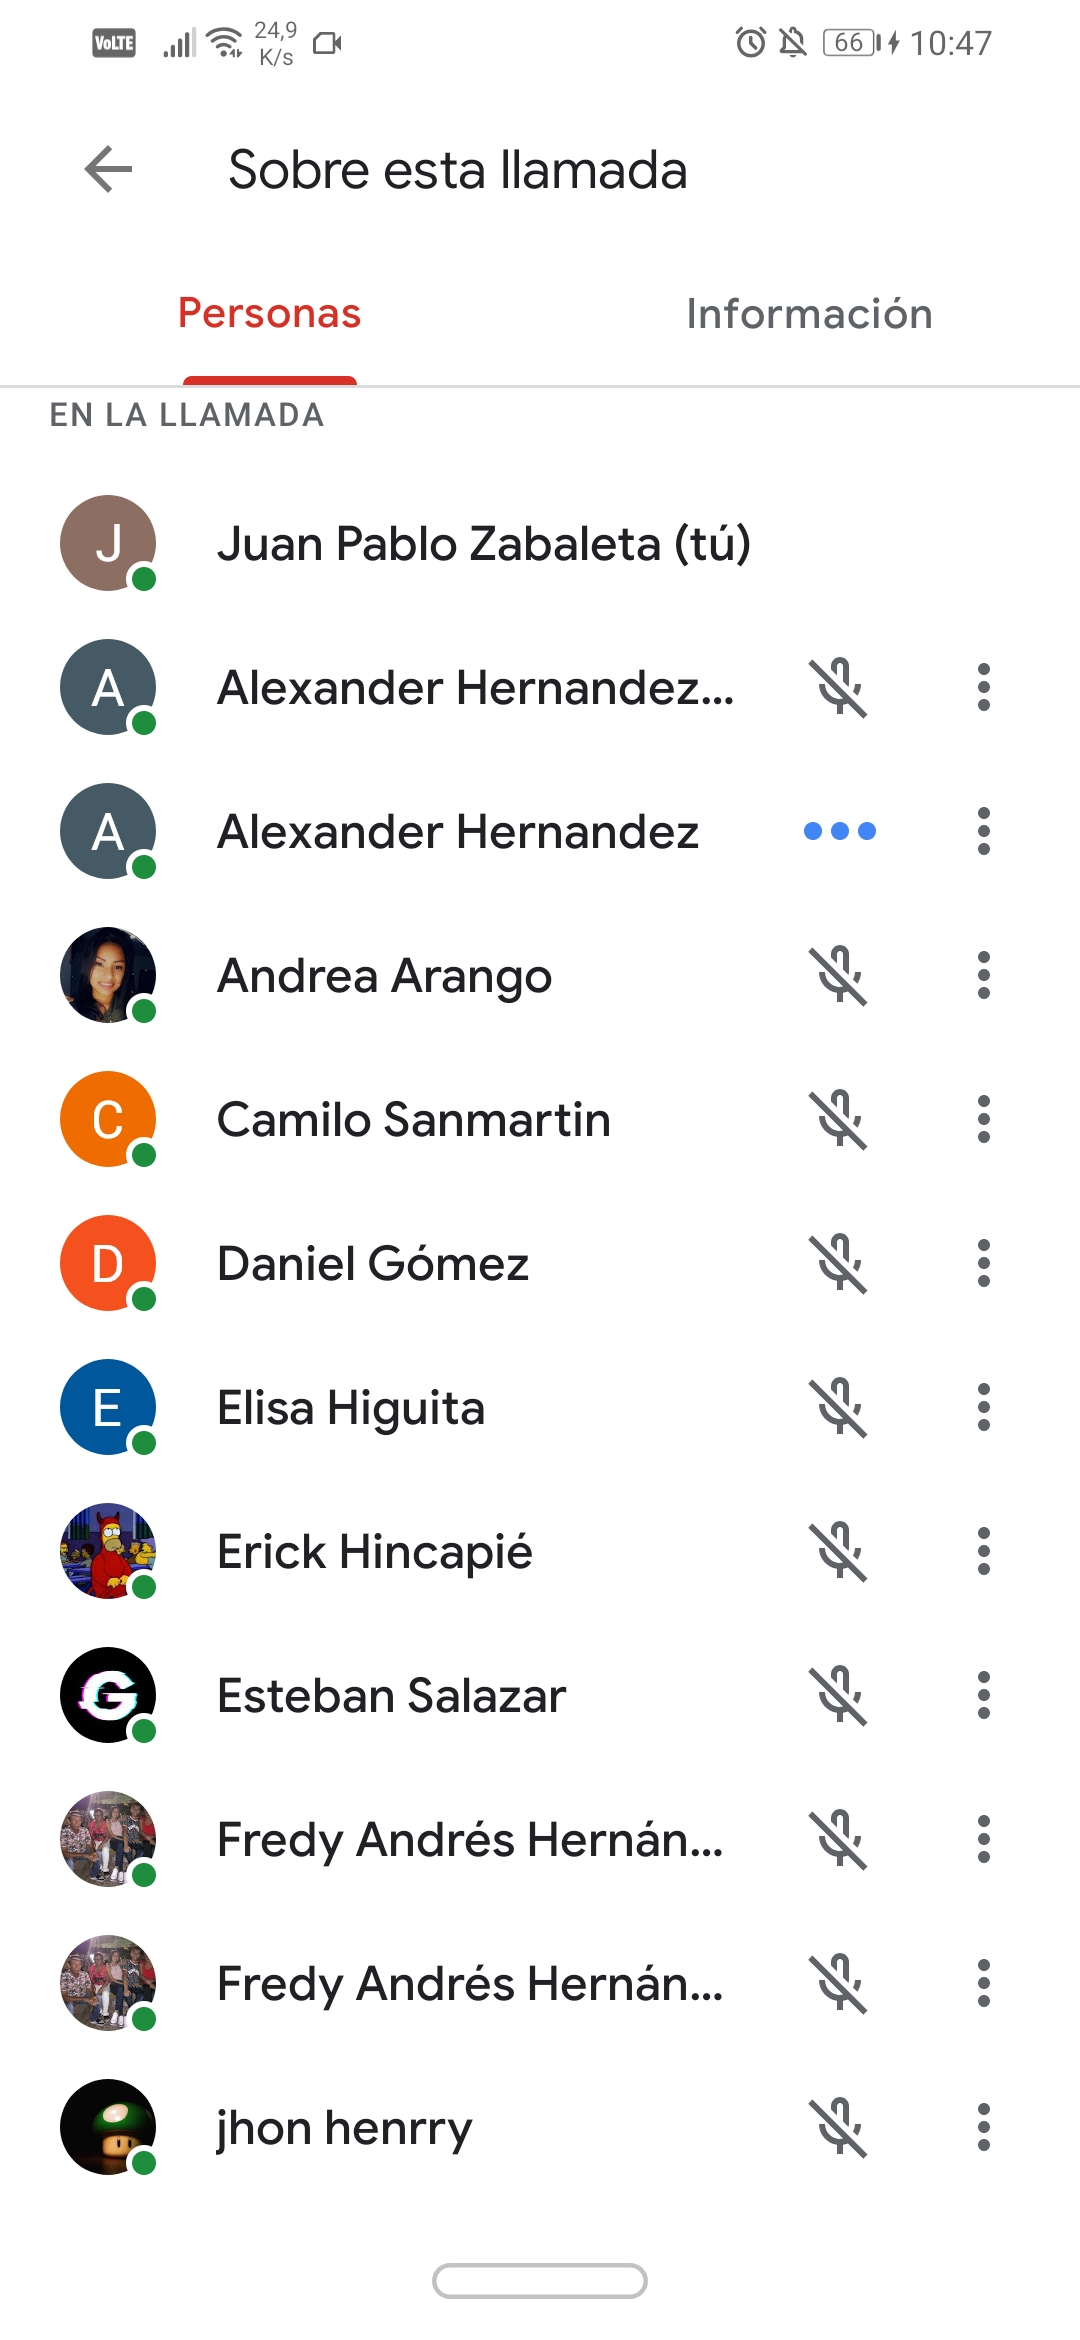 VoLTE 24,9 K/s 66 10:47
Sobre esta llamada
Personas Información
EN LA LLAMADA
J Juan Pablo Zabaleta (tú)
A Alexander Hernandez...
A Alexander Hernandez
Andrea Arango
C Camilo Sanmartin
D Daniel Gómez
E Elisa Higuita
Erick Hincapié
G Esteban Salazar
Fredy Andrés Hernán...
Fredy Andrés Hernán...
jhon henrry